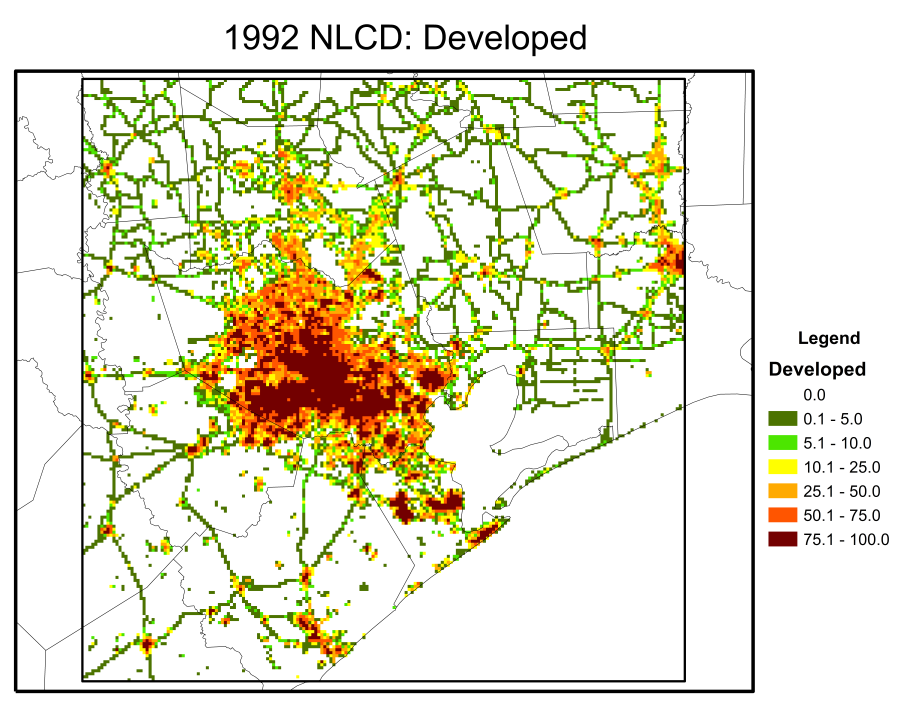 1992 NLCD: Developed
Legend
Developed
0.0
0.1 - 5.0
5.1 - 10.0
10.1 - 25.0
25.1 - 50.0
50.1 - 75.0
75.1 - 100.0